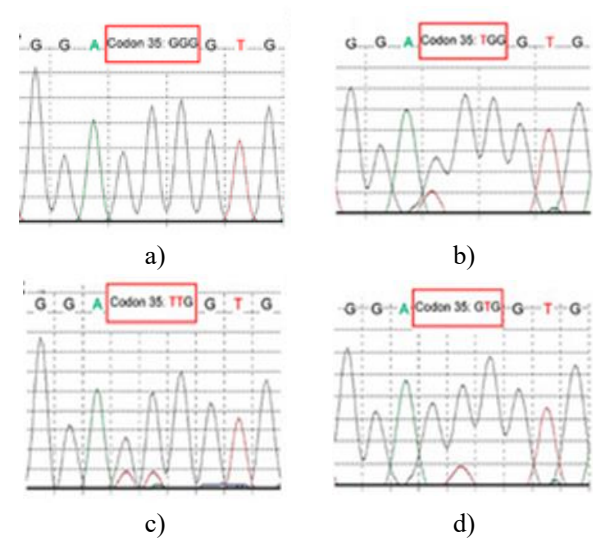 G G A Codon 35: GGG G T G
a)
G G A Codon 35: TGG G T G
b)
G G A Codon 35: TTG G T G
c)
G G A Codon 35: GTG G T G
d)